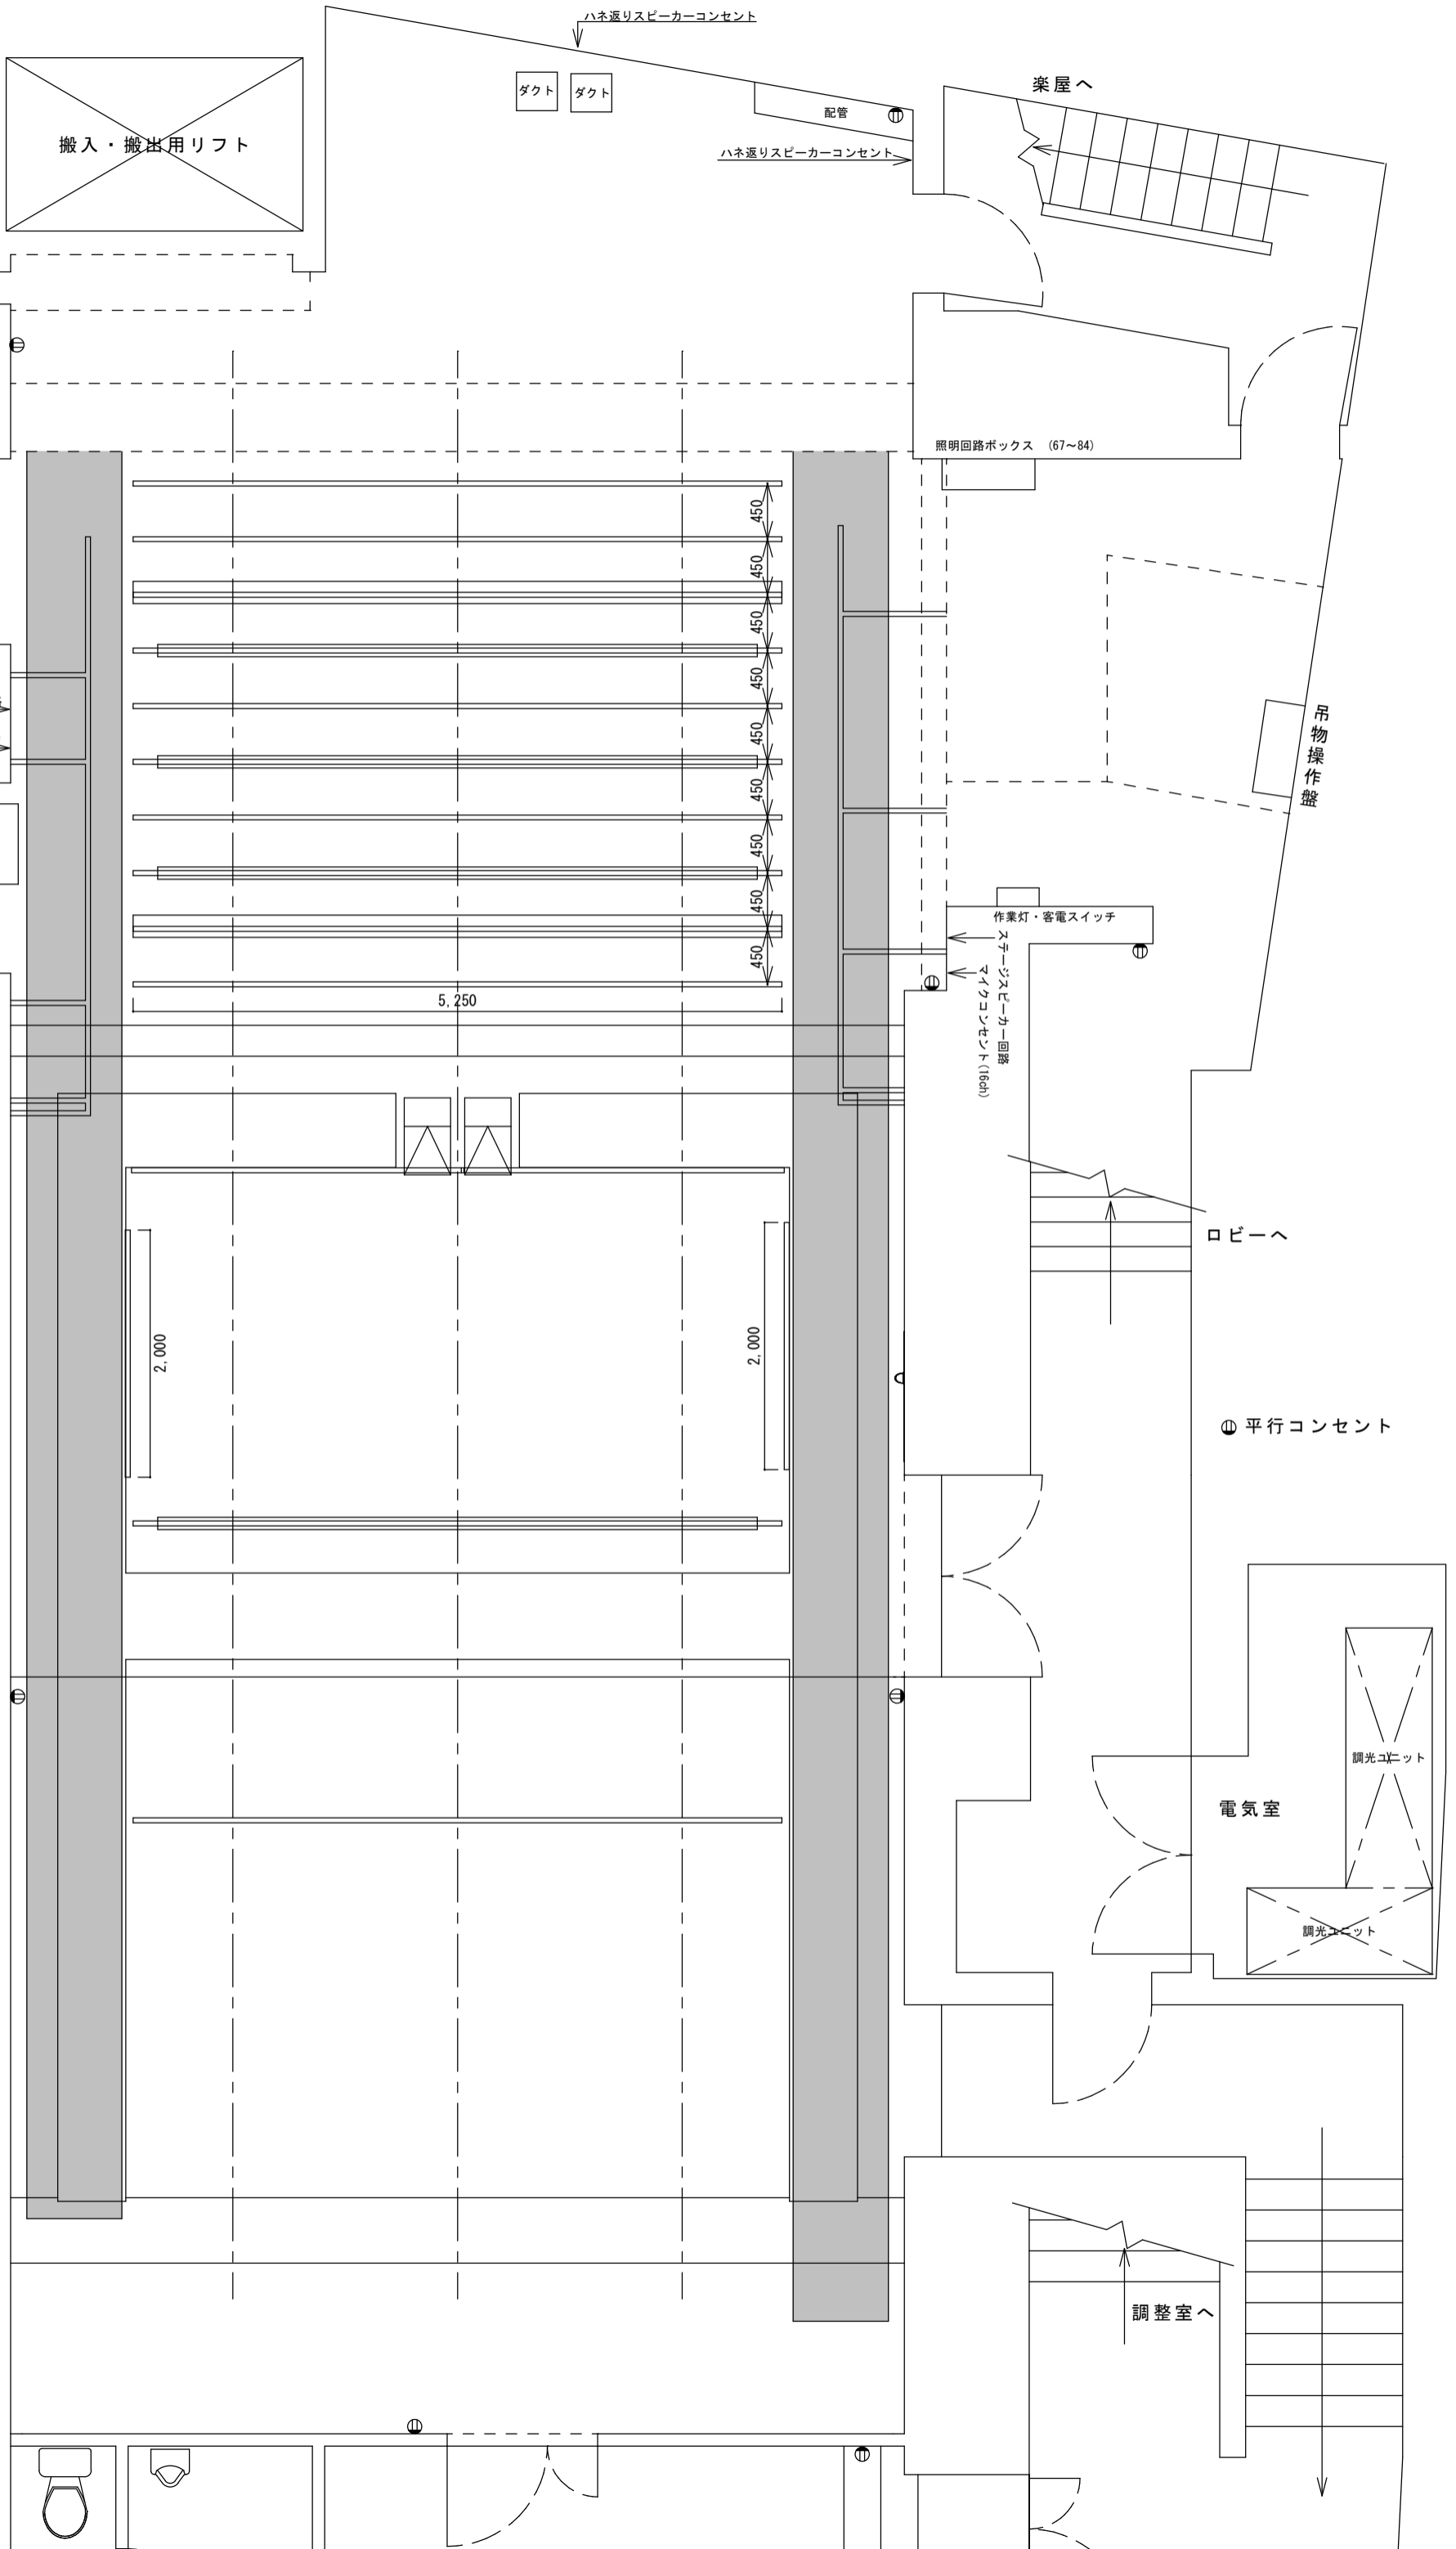 ハネ返りスピーカーコンセント
楽屋へ
ダクト
ダクト
配管
搬入・搬出用リフト
ハネ返りスピーカーコンセント
照明回路ボックス (67〜84)
450
450
450
450
450
450
450
450
450
吊物操作盤
作業灯・客電スイッチ
ステージスピーカー回路
マイクコンセント(16ch)
5,250
ロビーへ
2,000
2,000
平行コンセント
調光ユニット
電気室
調光ユニット
調整室へ